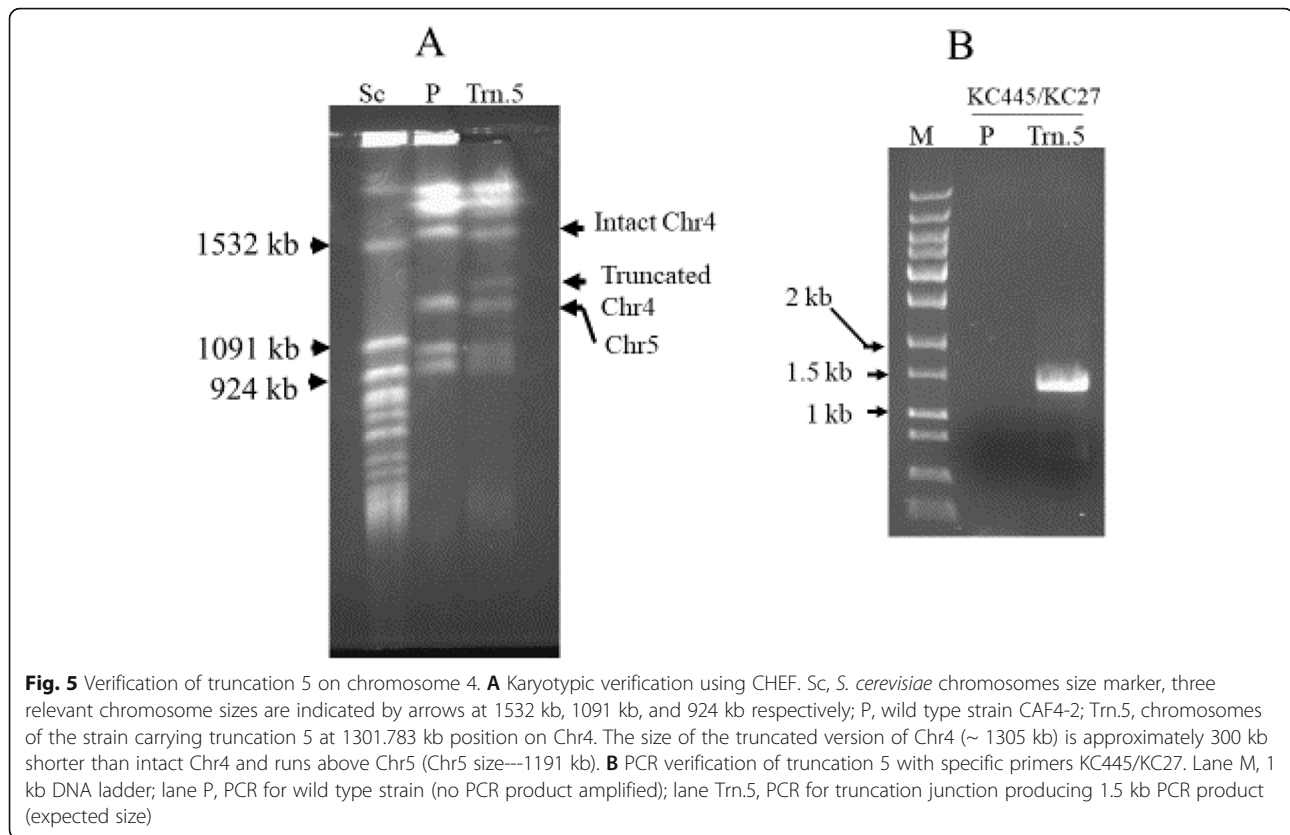 A
Sc P Trn.5
1532 kb
1091 kb
924 kb
Intact Chr4
Truncated
Chr4
Chr5
B
KC445/KC27
M P Trn.5
2 kb
1.5 kb
1 kb
Fig. 5 Verification of truncation 5 on chromosome 4. A Karyotypic verification using CHEF. Sc, S. cerevisiae chromosomes size marker, three
relevant chromosome sizes are indicated by arrows at 1532 kb, 1091 kb, and 924 kb respectively; P, wild type strain CAF4-2; Trn.5, chromosomes
of the strain carrying truncation 5 at 1301.783 kb position on Chr4. The size of the truncated version of Chr4 (~ 1305 kb) is approximately 300 kb
shorter than intact Chr4 and runs above Chr5 (Chr5 size---1191 kb). B PCR verification of truncation 5 with specific primers KC445/KC27. Lane M, 1
kb DNA ladder; lane P, PCR for wild type strain (no PCR product amplified); lane Trn.5, PCR for truncation junction producing 1.5 kb PCR product
(expected size)